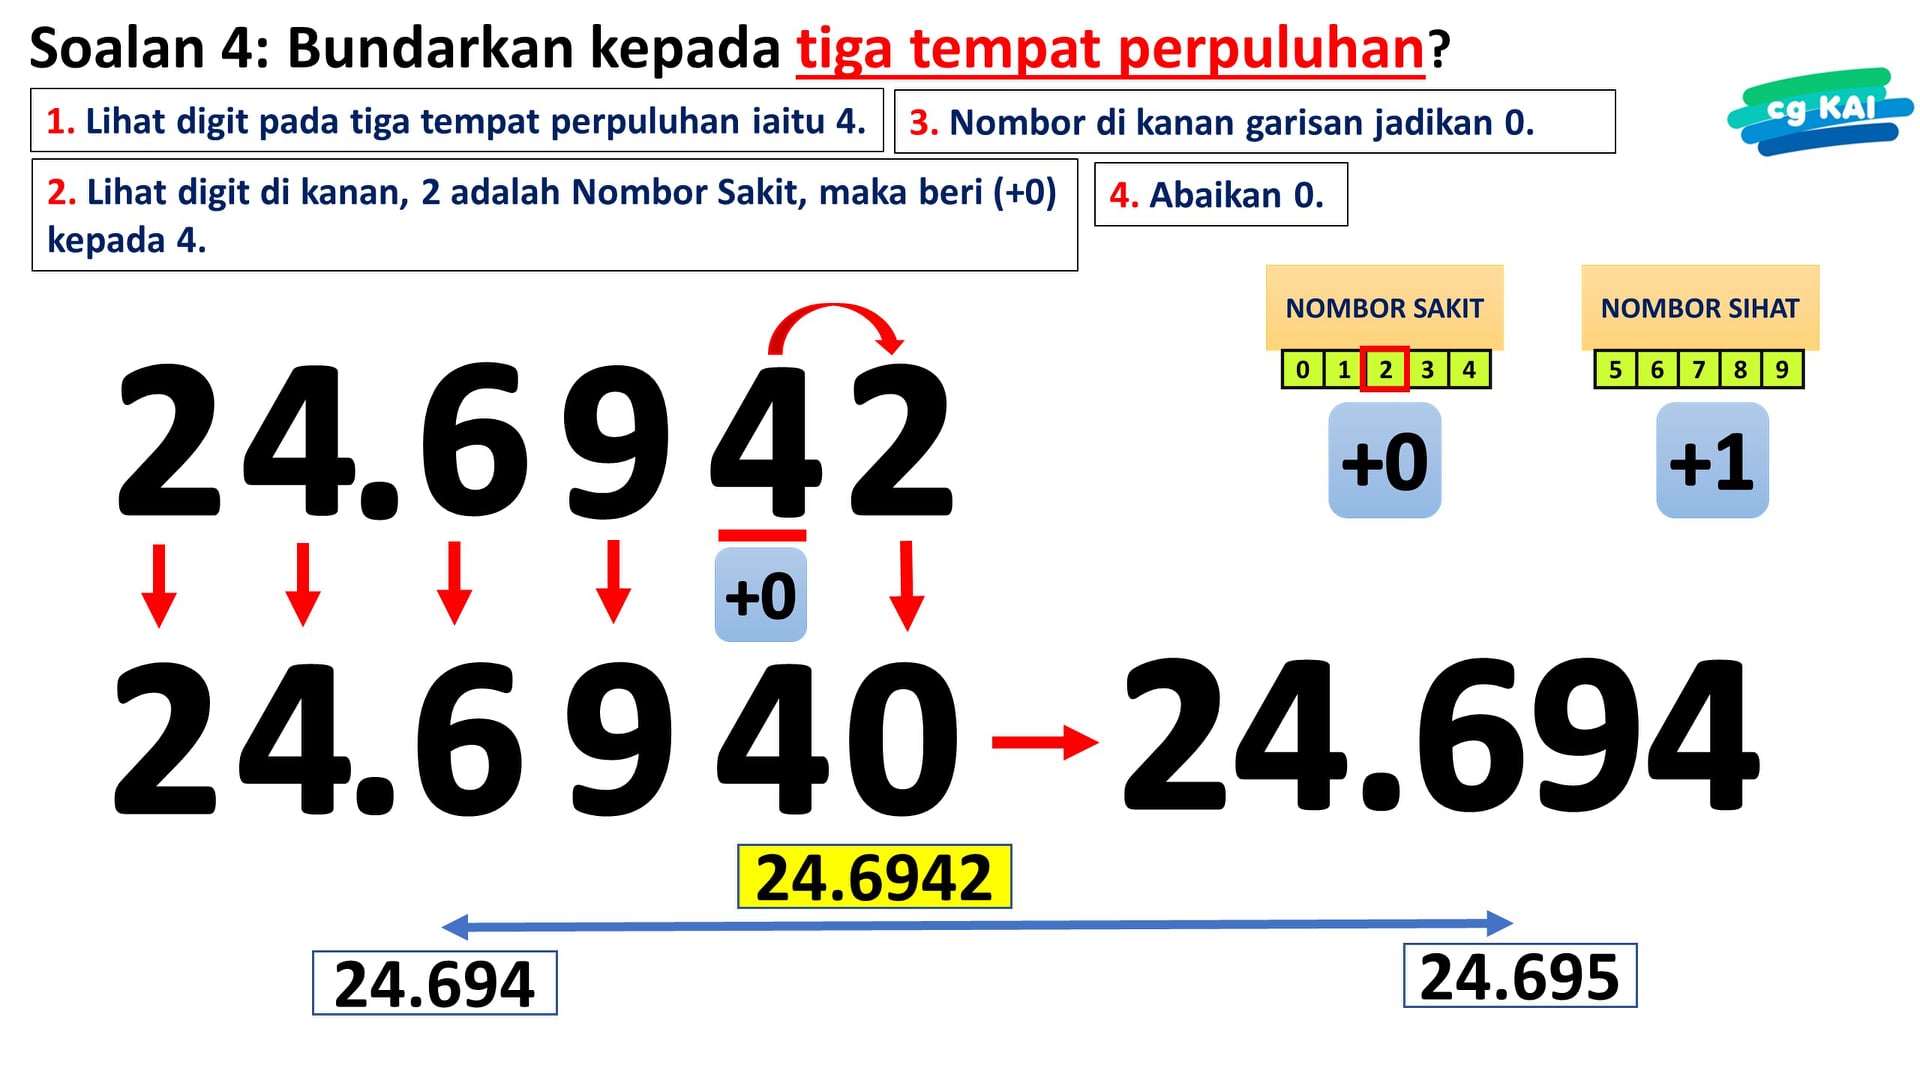 Soalan 4: Bundarkan kepada tiga tempat perpuluhan?
cg KAI
1. Lihat digit pada tiga tempat perpuluhan iaitu 4.
3. Nombor di kanan garisan jadikan 0.
2. Lihat digit di kanan, 2 adalah Nombor Sakit, maka beri (+0)
kepada 4.
4. Abaikan 0.
NOMBOR SAKIT
0 1 2 3 4
+0
NOMBOR SIHAT
5 6 7 8 9
+1
24.6942
+0
24.6940
24.694
24.6942
24.694
24.695